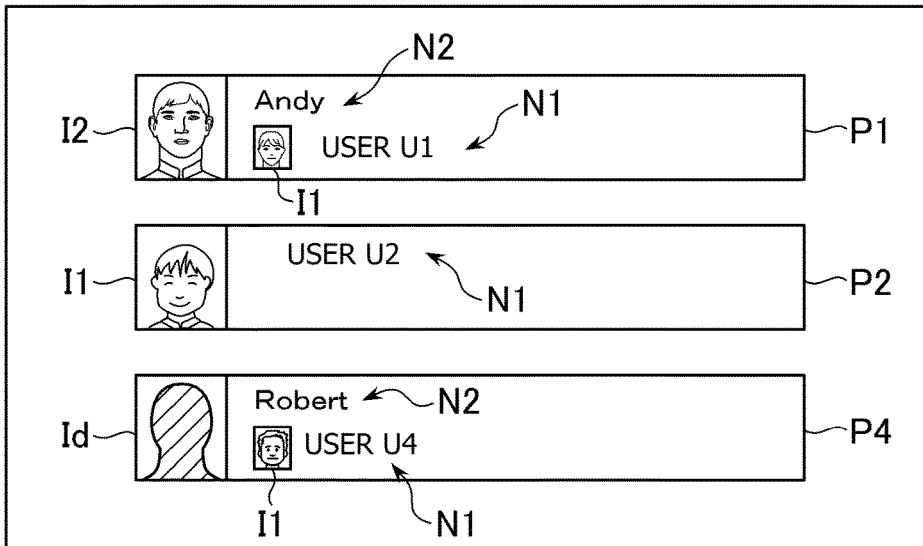 N2
Andy
N1
I2
USER U1
P1
I1
USER U2
I1
P2
N1
Robert
N2
Id
USER U4
P4
I1
N1